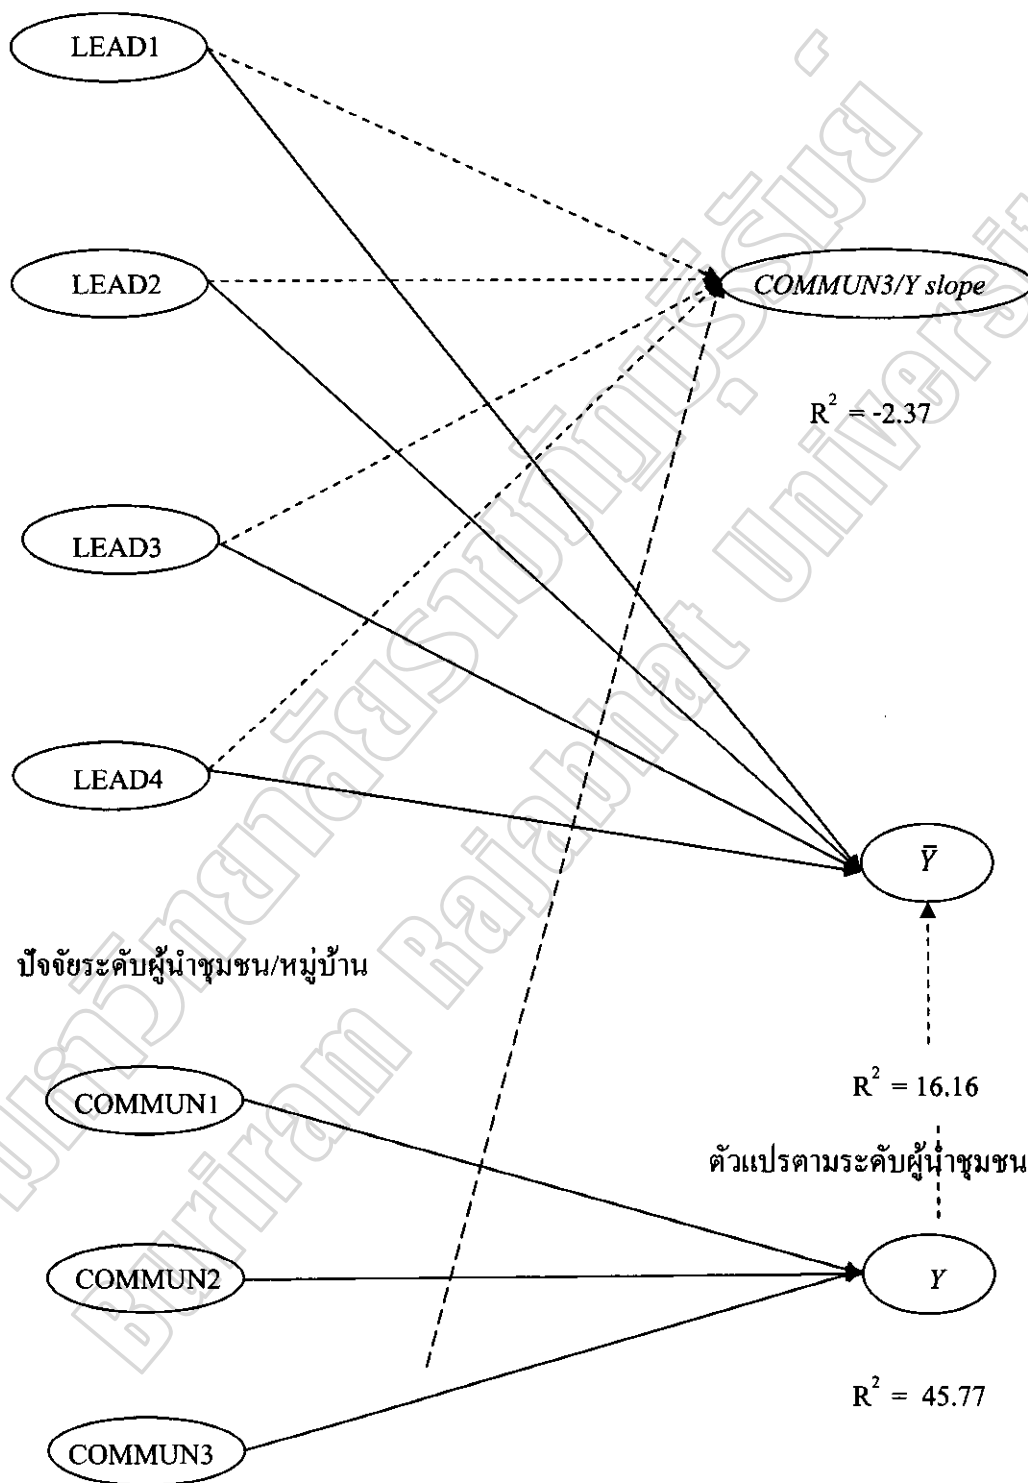 LEAD1
LEAD2
COMMUN3/Y slope
R² = -2.37
LEAD3
LEAD4
Ȳ
ปัจจัยระดับผู้นำชุมชน/หมู่บ้าน
R² = 16.16
COMMUN1
ตัวแปรตามระดับผู้นำชุมชน
COMMUN2
Y
R² = 45.77
COMMUN3
Buriram Rajabhat Universit